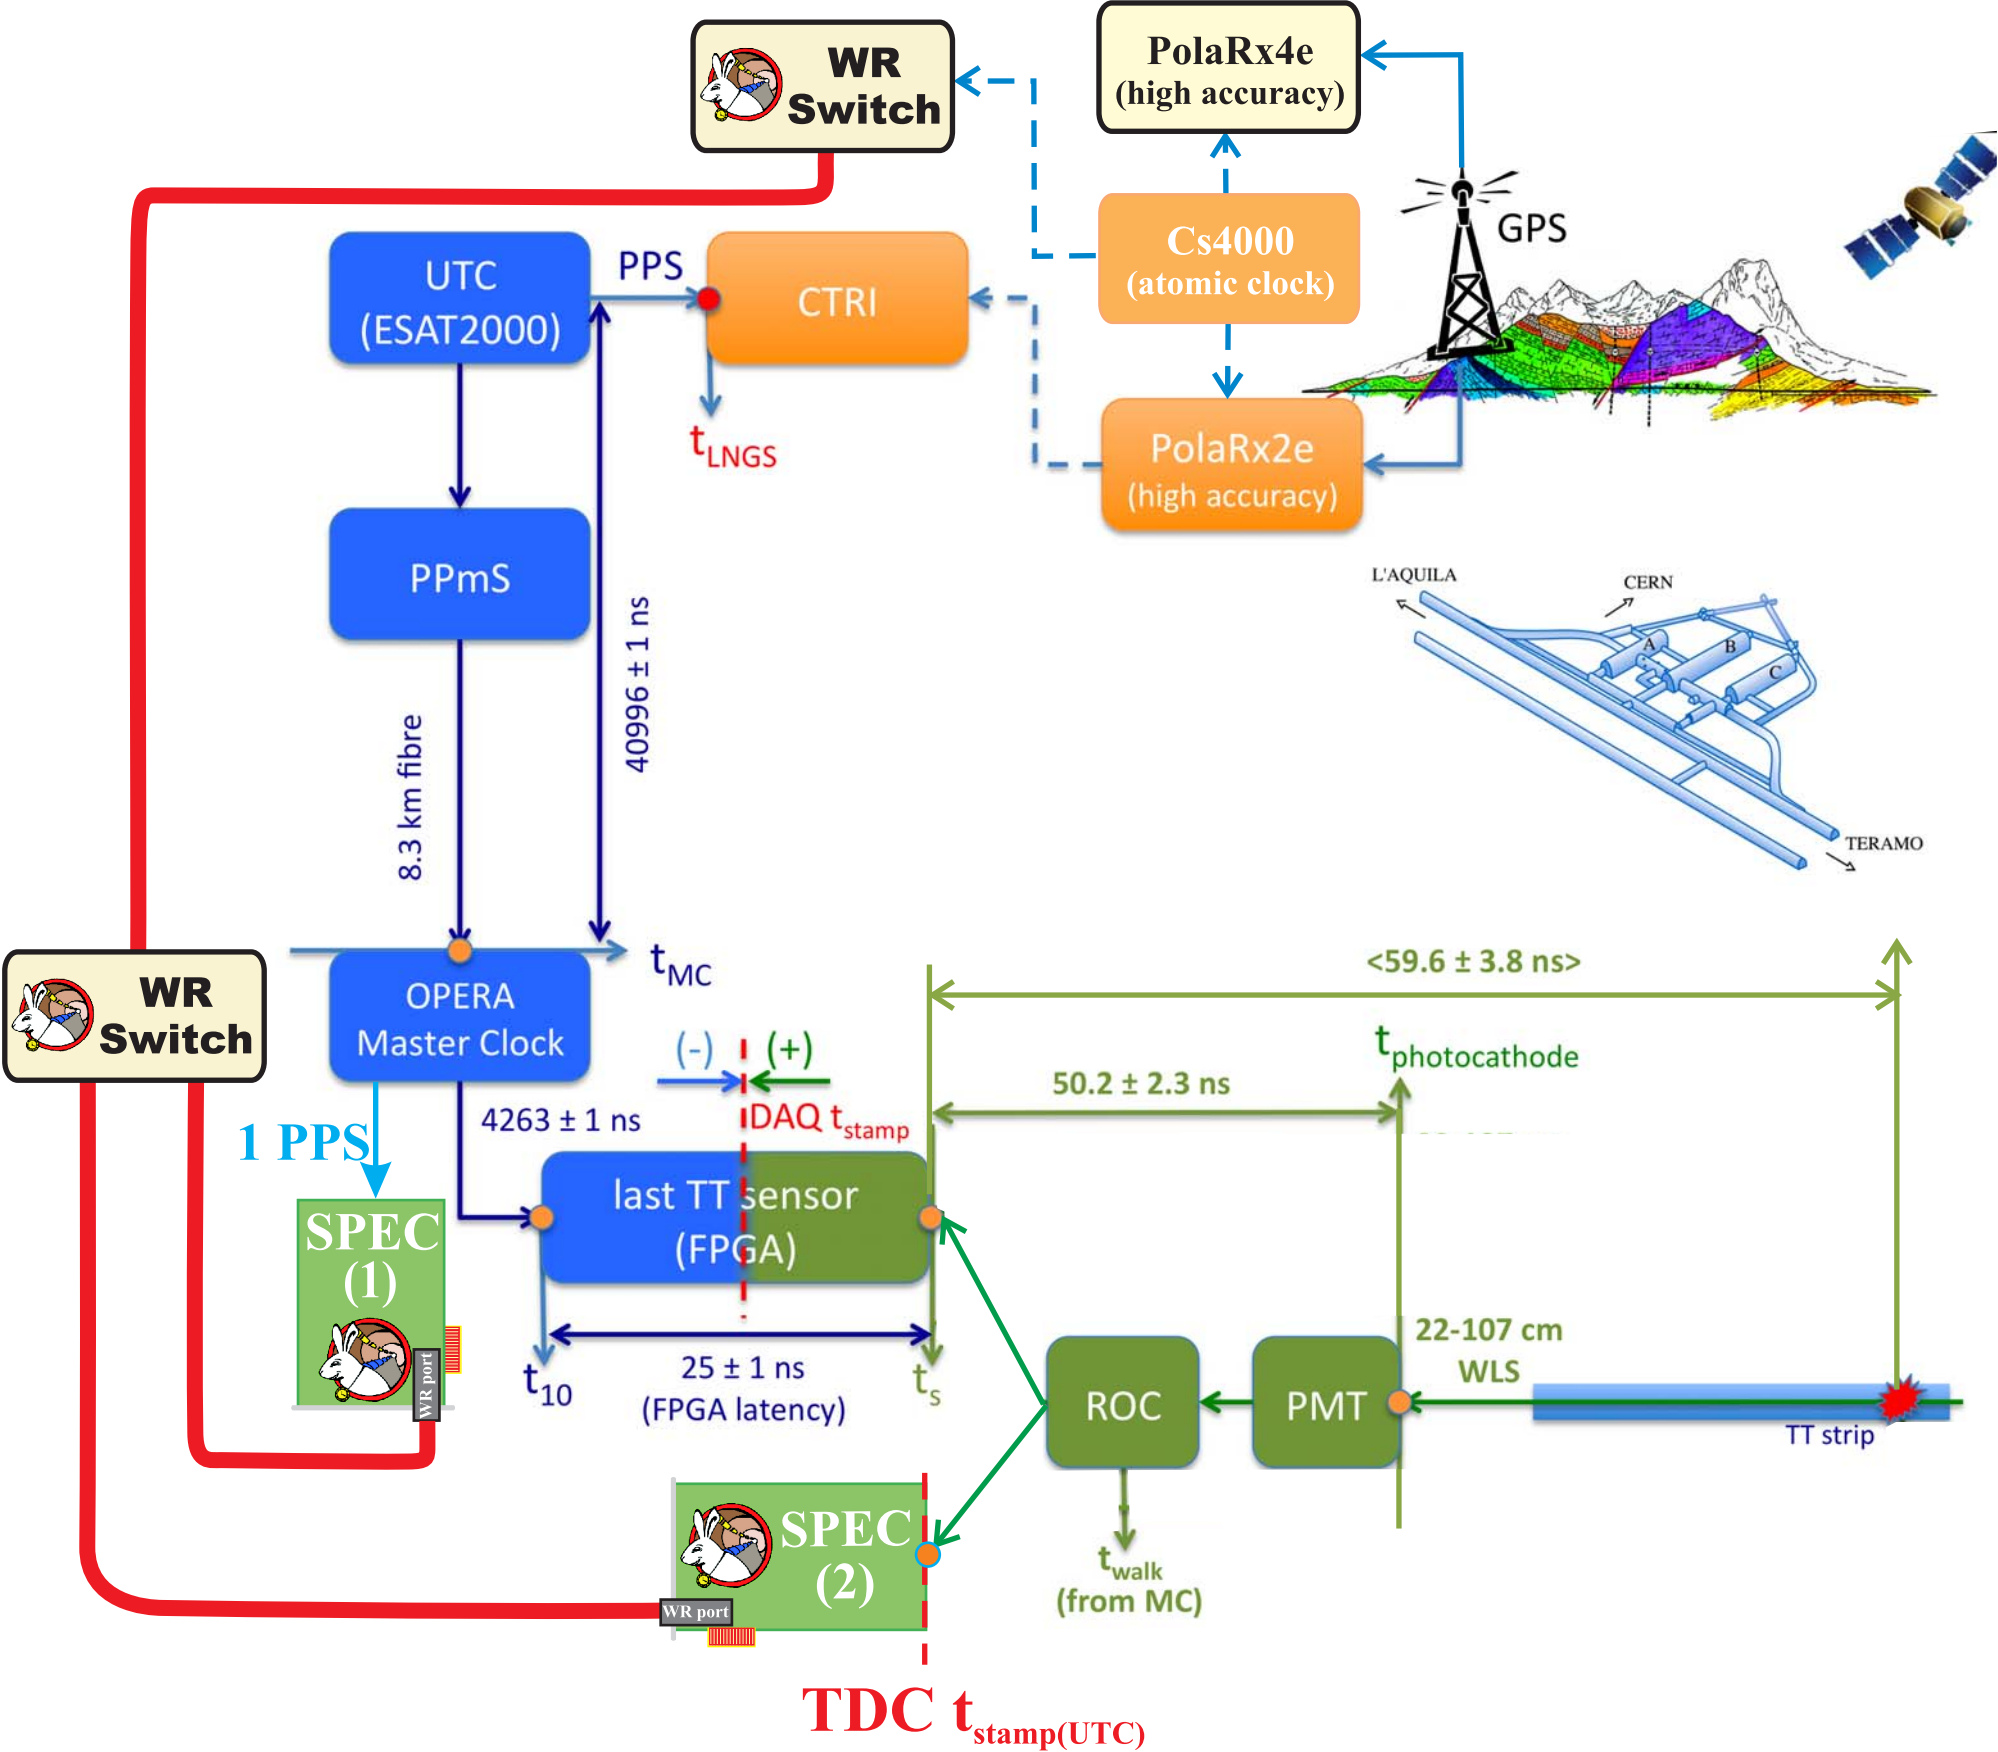 WR
Switch
PolaRx4e
(high accuracy)
GPS
Cs4000
(atomic clock)
UTC
(ESAT2000)
PPS
CTRI
tLNGS
PolaRx2e
(high accuracy)
PPmS
40996 ± 1 ns
8.3 km fibre
L'AQUILA
CERN
A
B
C
TERAMO
tMC
WR
Switch
OPERA
Master Clock
<59.6 ± 3.8 ns>
(-)
(+)
tphotocathode
50.2 ± 2.3 ns
4263 ± 1 ns
DAQ tstamp
1 PPS
last TT sensor
(FPGA)
SPEC
(1)
WR port
t10
25 ± 1 ns
(FPGA latency)
ts
ROC
PMT
22-107 cm
WLS
TT strip
SPEC
(2)
WR port
twalk
(from MC)
TDC tstamp(UTC)